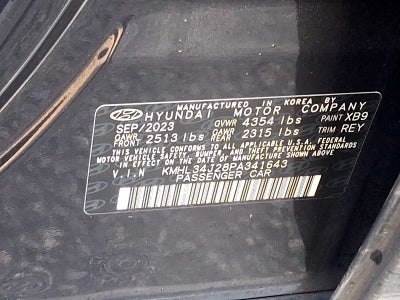 MANUFACTURED IN KOREA BY
HYUNDAI MOTOR COMPANY
SEP/2023 GVWR 4354 lbs PAINT XB9
GAWR FRONT 2513 lbs GAWR REAR 2315 lbs TRIM REY
THIS VEHICLE CONFORMS TO ALL APPLICABLE U.S.A. FEDERAL
MOTOR VEHICLE SAFETY, BUMPER, AND THEFT PREVENTION STANDARDS
IN EFFECT ON THE DATE OF MANUFACTURE SHOWN ABOVE.
V.I.N KMHL34J28PA341643
PASSENGER CAR